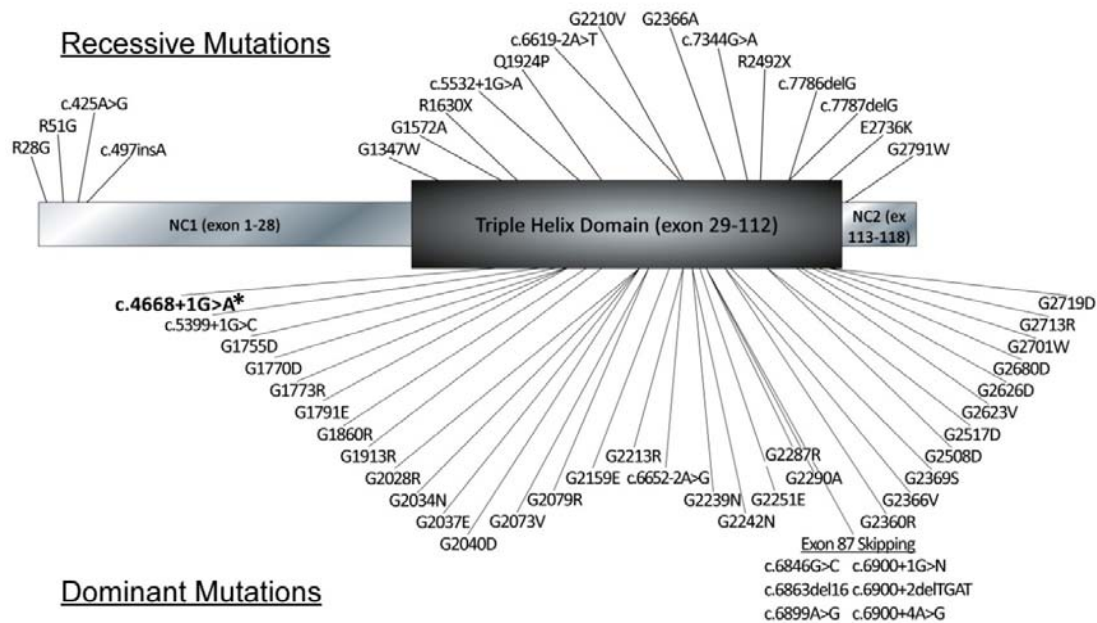 Recessive Mutations
G2210V
G2366A
c.6619-2A>T
c.7344G>A
Q1924P
R2492X
c.5532+1G>A
c.7786delG
c.425A>G
R1630X
c.7787delG
R51G
G1572A
E2736K
R28G
c.497insA
G1347W
G2791W
NC1 (exon 1-28)
Triple Helix Domain (exon 29-112)
NC2 (ex
113-118)
c.4668+1G>A*
c.5399+1G>C
G1755D
G1770D
G1773R
G1791E
G1860R
G1913R
G2028R
G2034N
G2037E
G2040D
G2073V
G2079R
G2159E
G2213R
c.6652-2A>G
G2239N
G2242N
G2251E
G2287R
G2290A
G2719D
G2713R
G2701W
G2680D
G2626D
G2623V
G2517D
G2508D
G2369S
G2366V
G2360R
Exon 87 Skipping
c.6846G>C c.6900+1G>N
c.6863del16 c.6900+2delTGAT
c.6899A>G c.6900+4A>G
Dominant Mutations